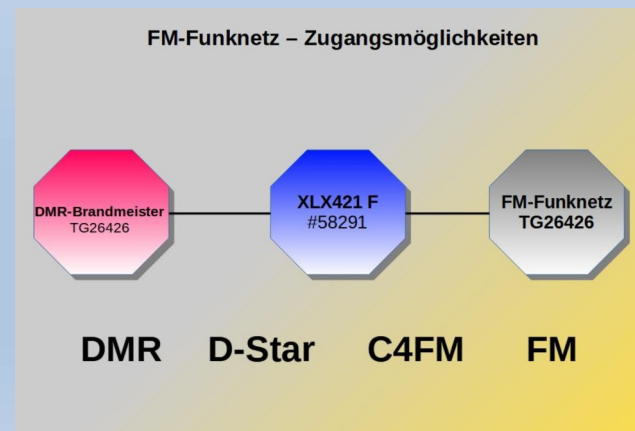 FM-Funknetz – Zugangsmöglichkeiten
DMR-Brandmeister
TG26426
XLX421 F
#58291
FM-Funknetz
TG26426
DMR D-Star C4FM FM